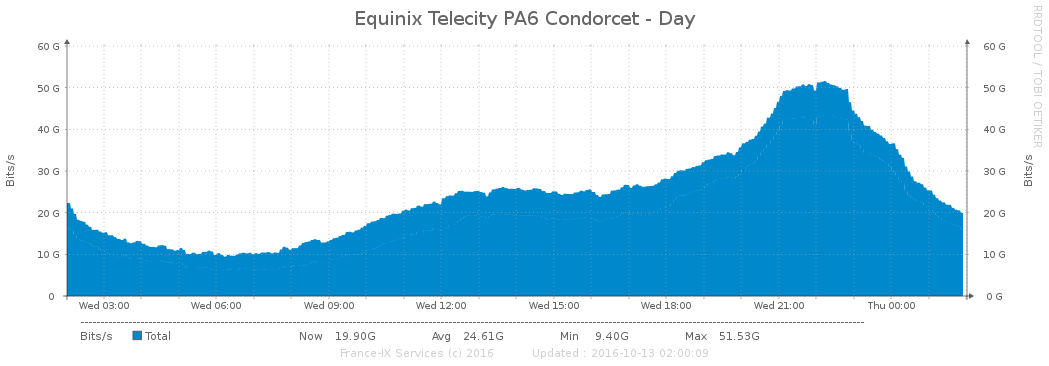 Equinix Telecity PA6 Condorcet - Day
RRDTOOL / TOBI OETIKER
60 G 60 G
50 G 50 G
40 G 40 G
30 G 30 G
20 G 20 G
10 G 10 G
0 0 G
Bits/s
Bits/s
Wed 03:00 Wed 06:00 Wed 09:00 Wed 12:00 Wed 15:00 Wed 18:00 Wed 21:00 Thu 00:00
Bits/s Total Now 19.90G Avg 24.61G Min 9.40G Max 51.53G
France-IX Services (c) 2016 Updated : 2016-10-13 02:00:09